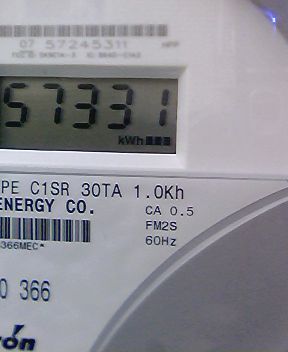 07 57245311
57331
kWh
PE C1SR 30TA 1.0Kh
ENERGY CO.
CA 0.5
FM2S
60Hz
366MEC*
0 366
ron